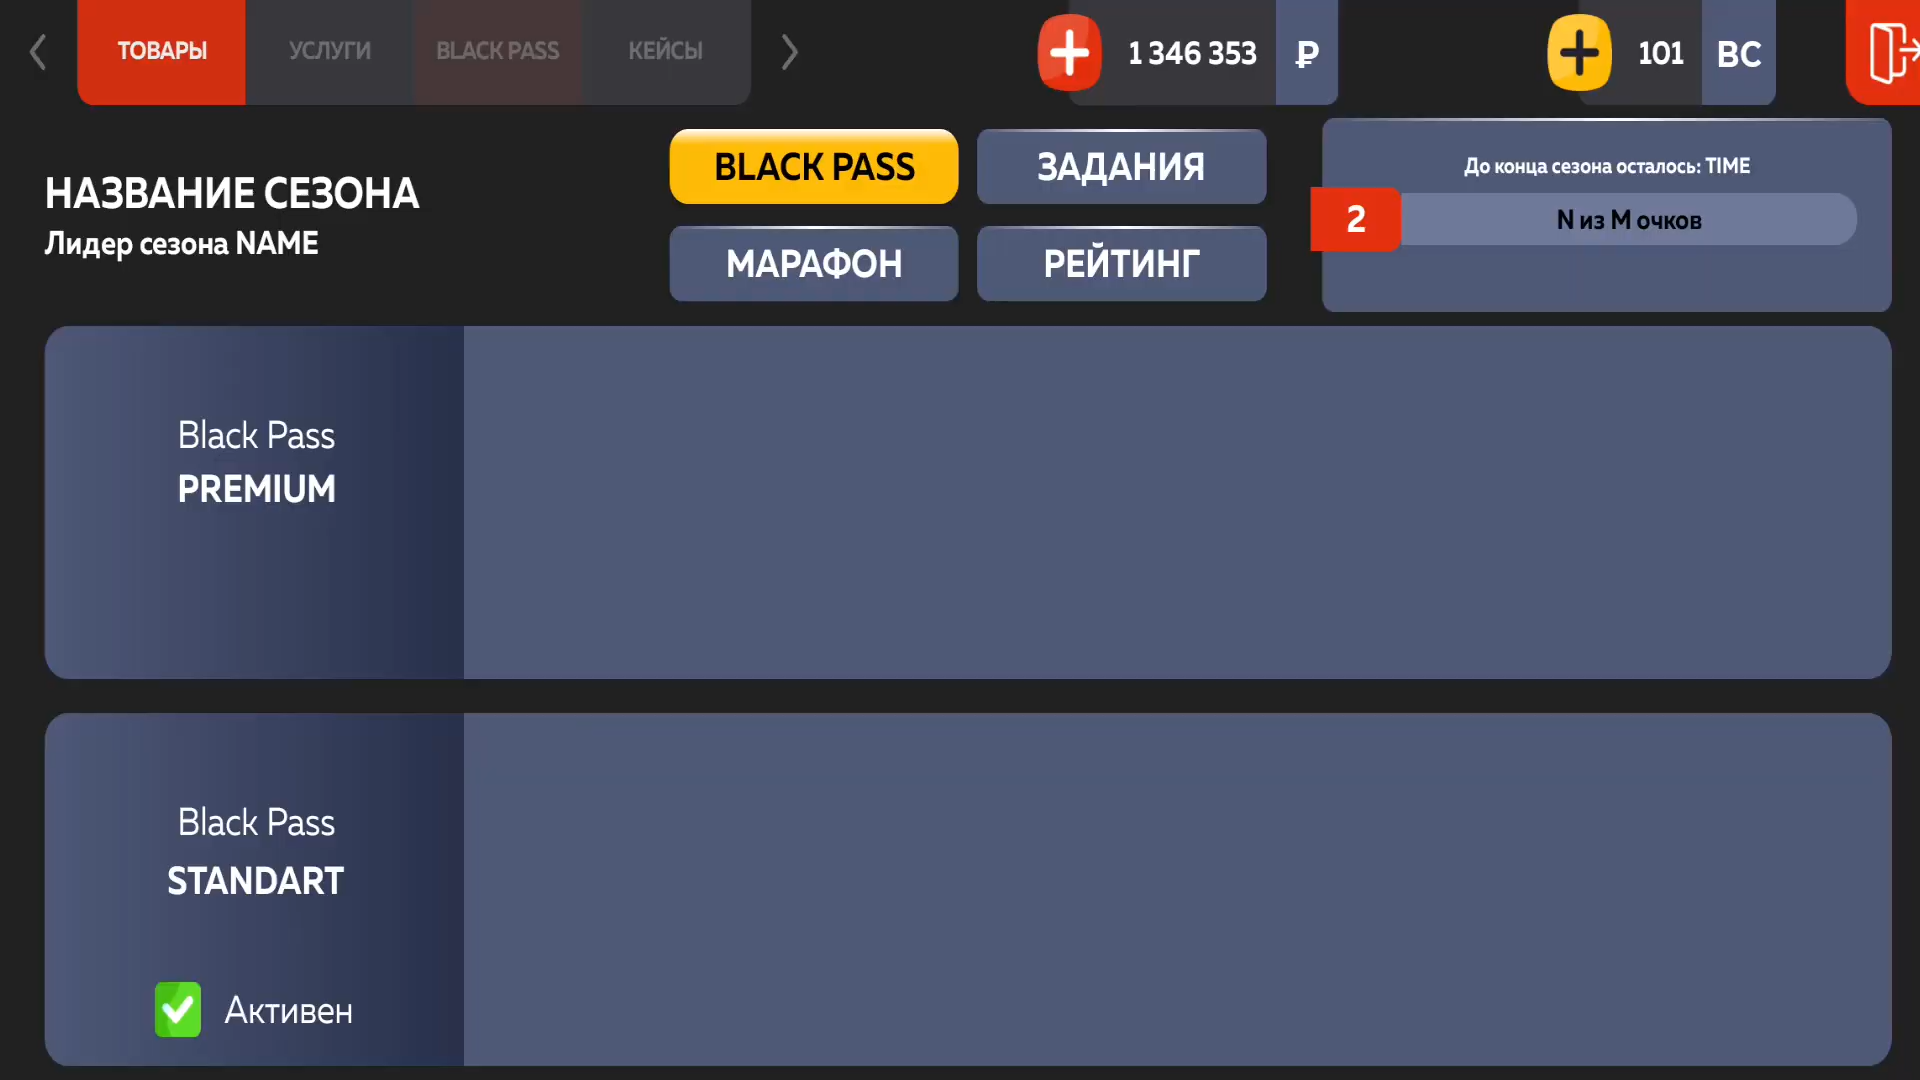 ТОВАРЫ УСЛУГИ BLACK PASS КЕЙСЫ 1 346 353 ₽ 101 BC
НАЗВАНИЕ СЕЗОНА
Лидер сезона NAME
BLACK PASS ЗАДАНИЯ
МАРАФОН РЕЙТИНГ
До конца сезона осталось: TIME
2 N из M очков
Black Pass
PREMIUM
Black Pass
STANDART
Активен